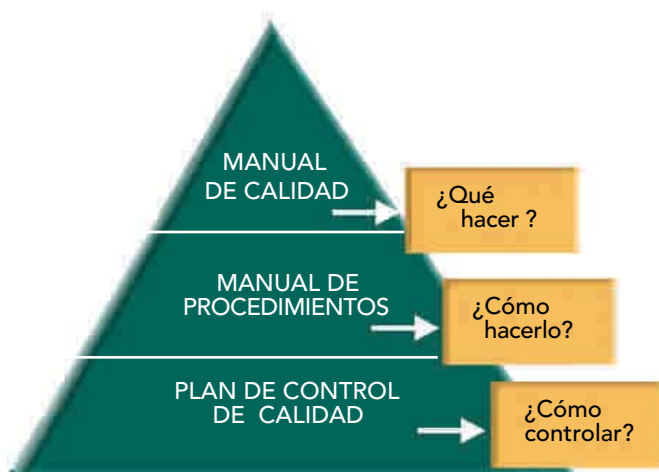 MANUAL
DE CALIDAD
¿Qué
hacer ?
MANUAL DE
PROCEDIMIENTOS
¿Cómo
hacerlo?
PLAN DE CONTROL
DE CALIDAD
¿Cómo
controlar?